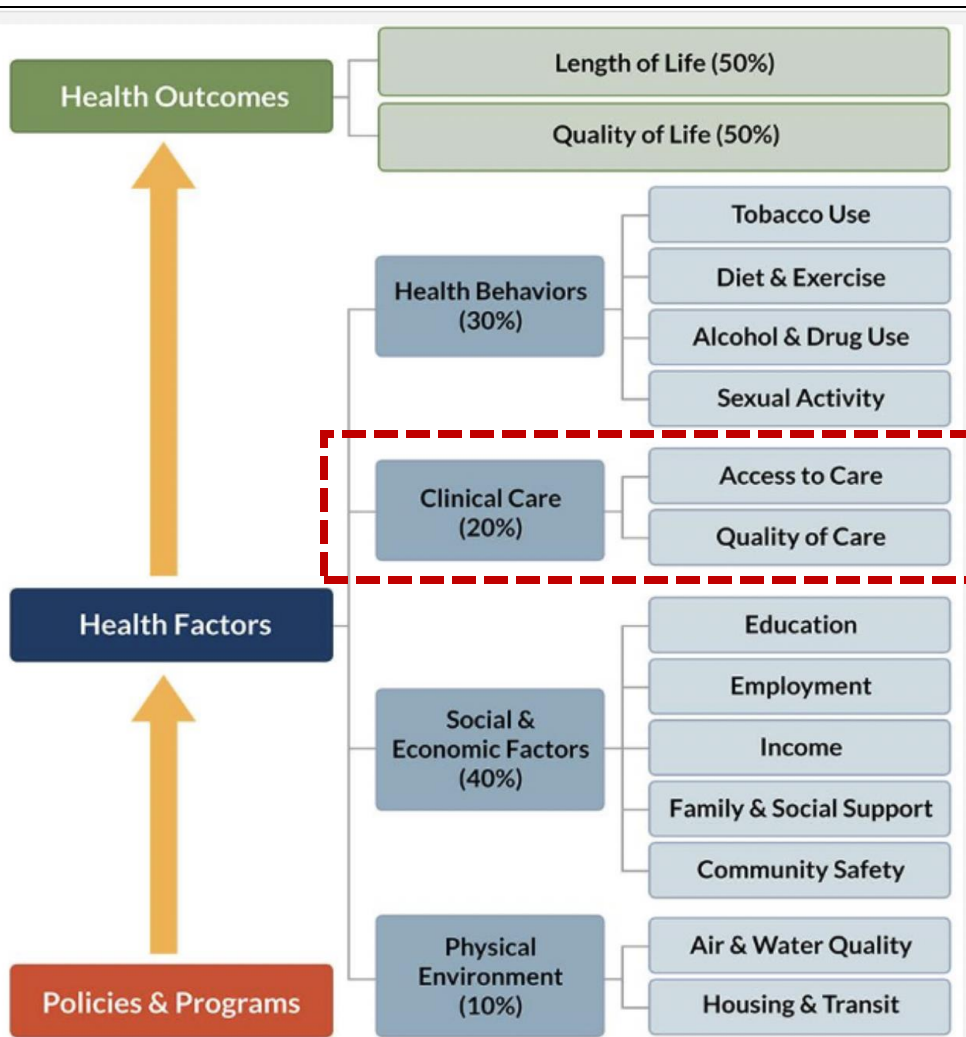 Health Outcomes
Length of Life (50%)
Quality of Life (50%)
Health Behaviors
(30%)
Tobacco Use
Diet & Exercise
Alcohol & Drug Use
Sexual Activity
Clinical Care
(20%)
Access to Care
Quality of Care
Health Factors
Social &
Economic Factors
(40%)
Education
Employment
Income
Family & Social Support
Community Safety
Physical
Environment
(10%)
Air & Water Quality
Housing & Transit
Policies & Programs